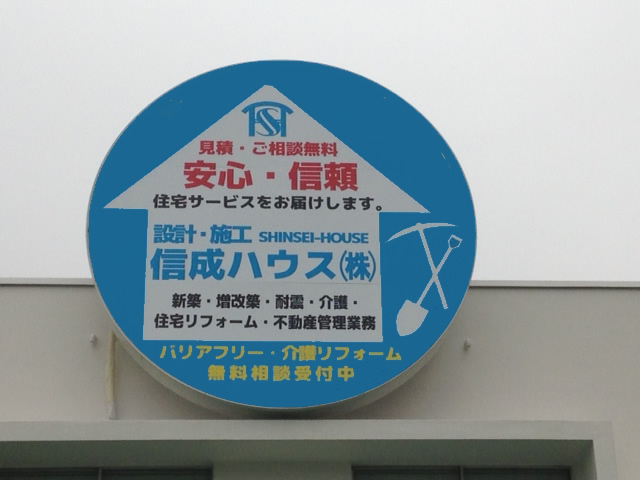 SH
見積・ご相談無料
安心・信頼
住宅サービスをお届けします。
設計・施工 SHINSEI-HOUSE
信成ハウス㈱
新築・増改築・耐震・介護・
住宅リフォーム・不動産管理業務
バリアフリー・介護リフォーム
無料相談受付中